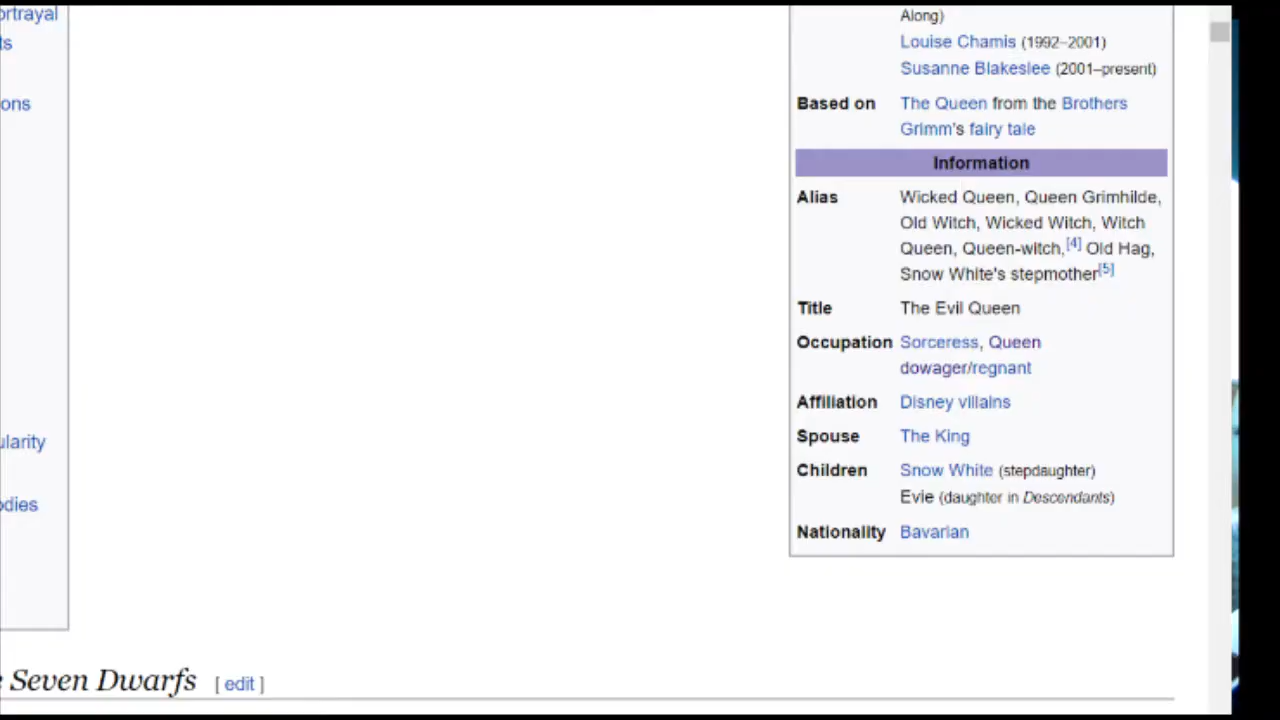 ortrayal
ts
ons
ularity
odies
Along)
Louise Chamis (1992–2001)
Susanne Blakeslee (2001–present)
Based on The Queen from the Brothers
Grimm's fairy tale
Information
Alias Wicked Queen, Queen Grimhilde,
Old Witch, Wicked Witch, Witch
Queen, Queen-witch,[4] Old Hag,
Snow White's stepmother[5]
Title The Evil Queen
Occupation Sorceress, Queen
dowager/regnant
Affiliation Disney villains
Spouse The King
Children Snow White (stepdaughter)
Evie (daughter in Descendants)
Nationality Bavarian
e Seven Dwarfs [ edit ]